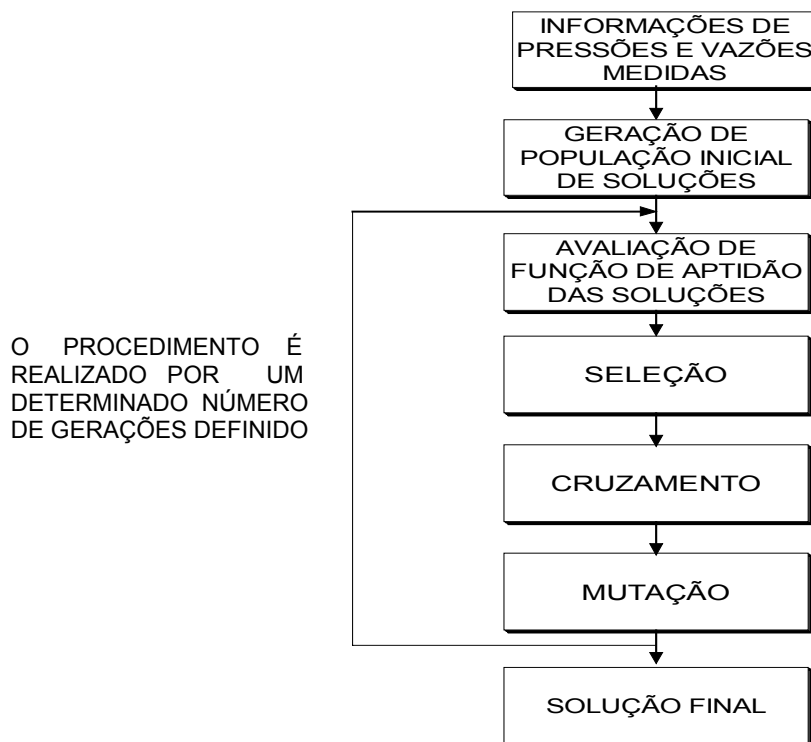 INFORMAÇÕES DE
PRESSÕES E VAZÕES
MEDIDAS
GERAÇÃO DE
POPULAÇÃO INICIAL
DE SOLUÇÕES
AVALIAÇÃO DE
FUNÇÃO DE APTIDÃO
DAS SOLUÇÕES
O PROCEDIMENTO É
REALIZADO POR UM
DETERMINADO NÚMERO
DE GERAÇÕES DEFINIDO
SELEÇÃO
CRUZAMENTO
MUTAÇÃO
SOLUÇÃO FINAL